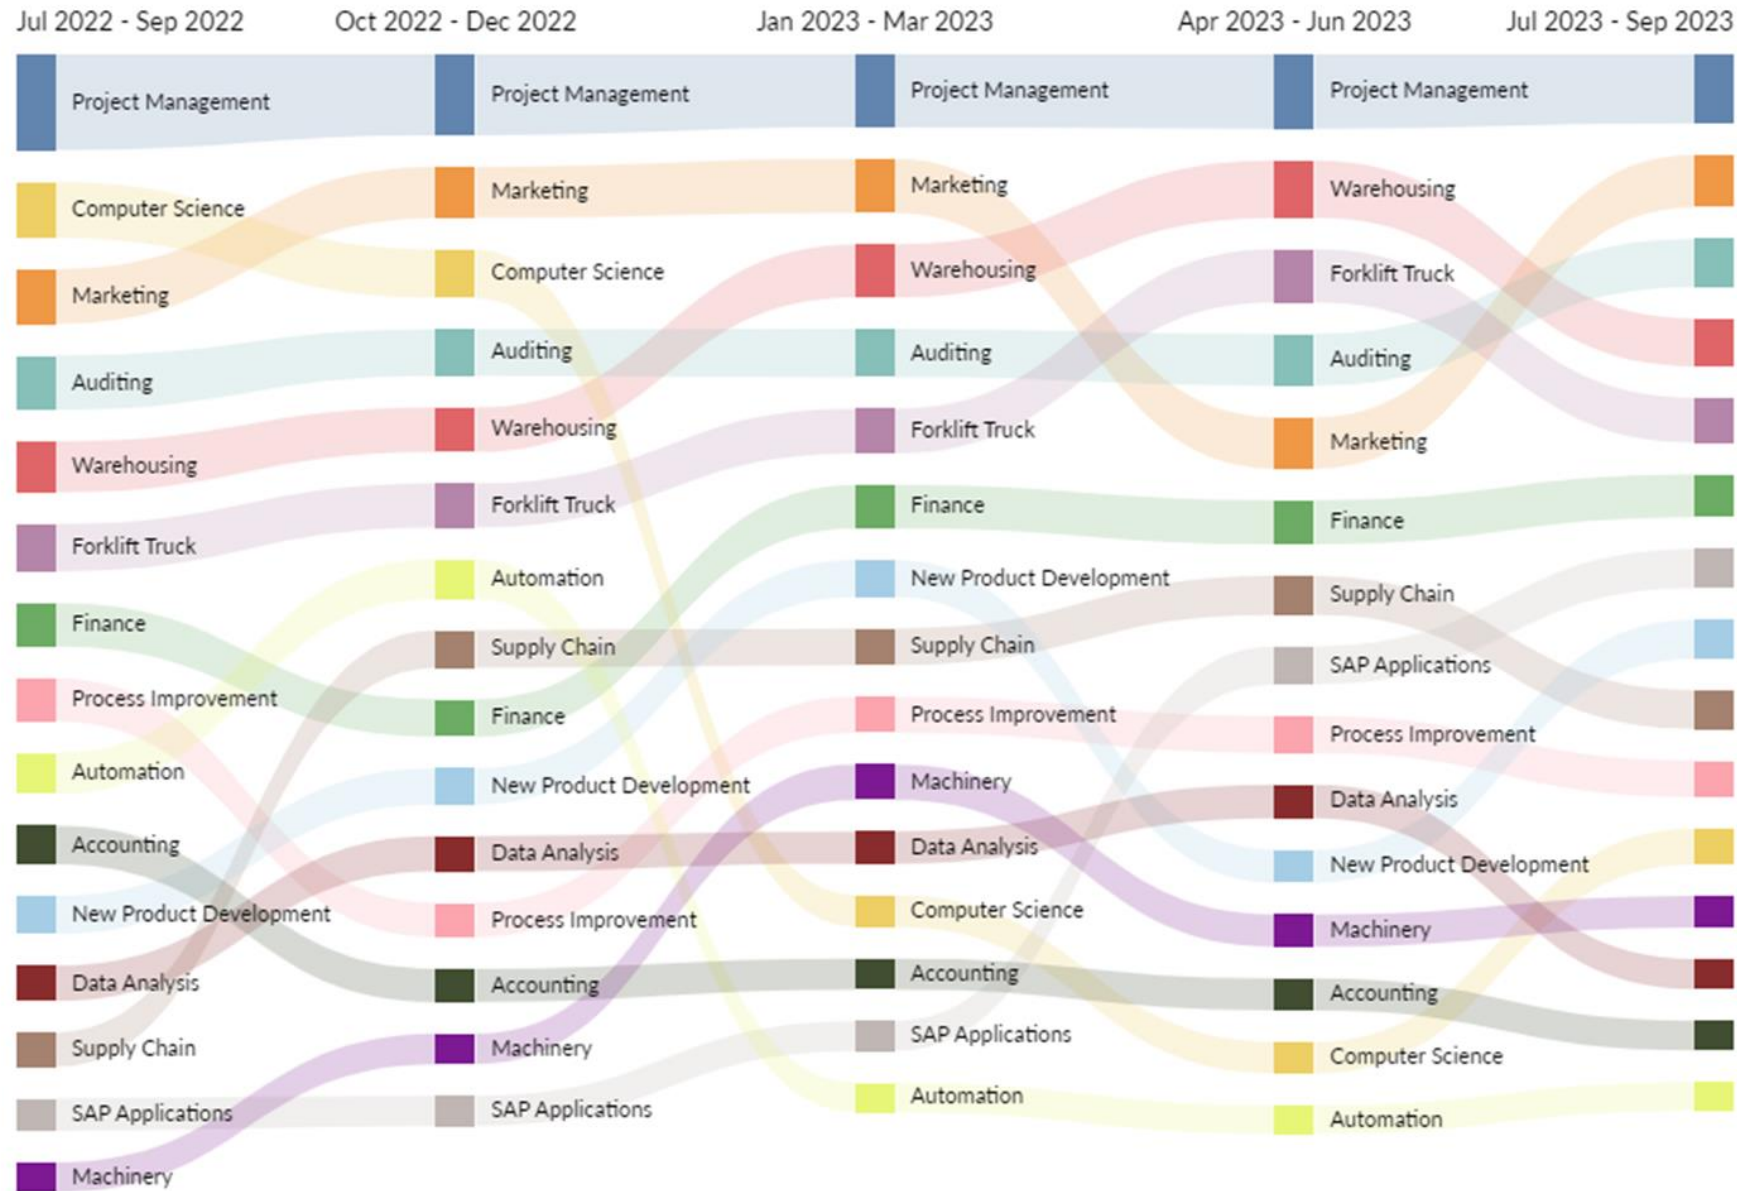 Jul 2022 - Sep 2022
Oct 2022 - Dec 2022
Jan 2023 - Mar 2023
Apr 2023 - Jun 2023
Jul 2023 - Sep 2023
Project Management
Computer Science
Marketing
Auditing
Warehousing
Forklift Truck
Finance
Process Improvement
Automation
Accounting
New Product Development
Data Analysis
Supply Chain
SAP Applications
Machinery
Project Management
Marketing
Computer Science
Auditing
Warehousing
Forklift Truck
Automation
Supply Chain
Finance
New Product Development
Data Analysis
Process Improvement
Accounting
Machinery
SAP Applications
Project Management
Marketing
Warehousing
Auditing
Forklift Truck
Finance
New Product Development
Supply Chain
Process Improvement
Machinery
Data Analysis
Computer Science
Accounting
SAP Applications
Automation
Project Management
Warehousing
Forklift Truck
Auditing
Marketing
Finance
Supply Chain
SAP Applications
Process Improvement
Data Analysis
New Product Development
Machinery
Accounting
Computer Science
Automation